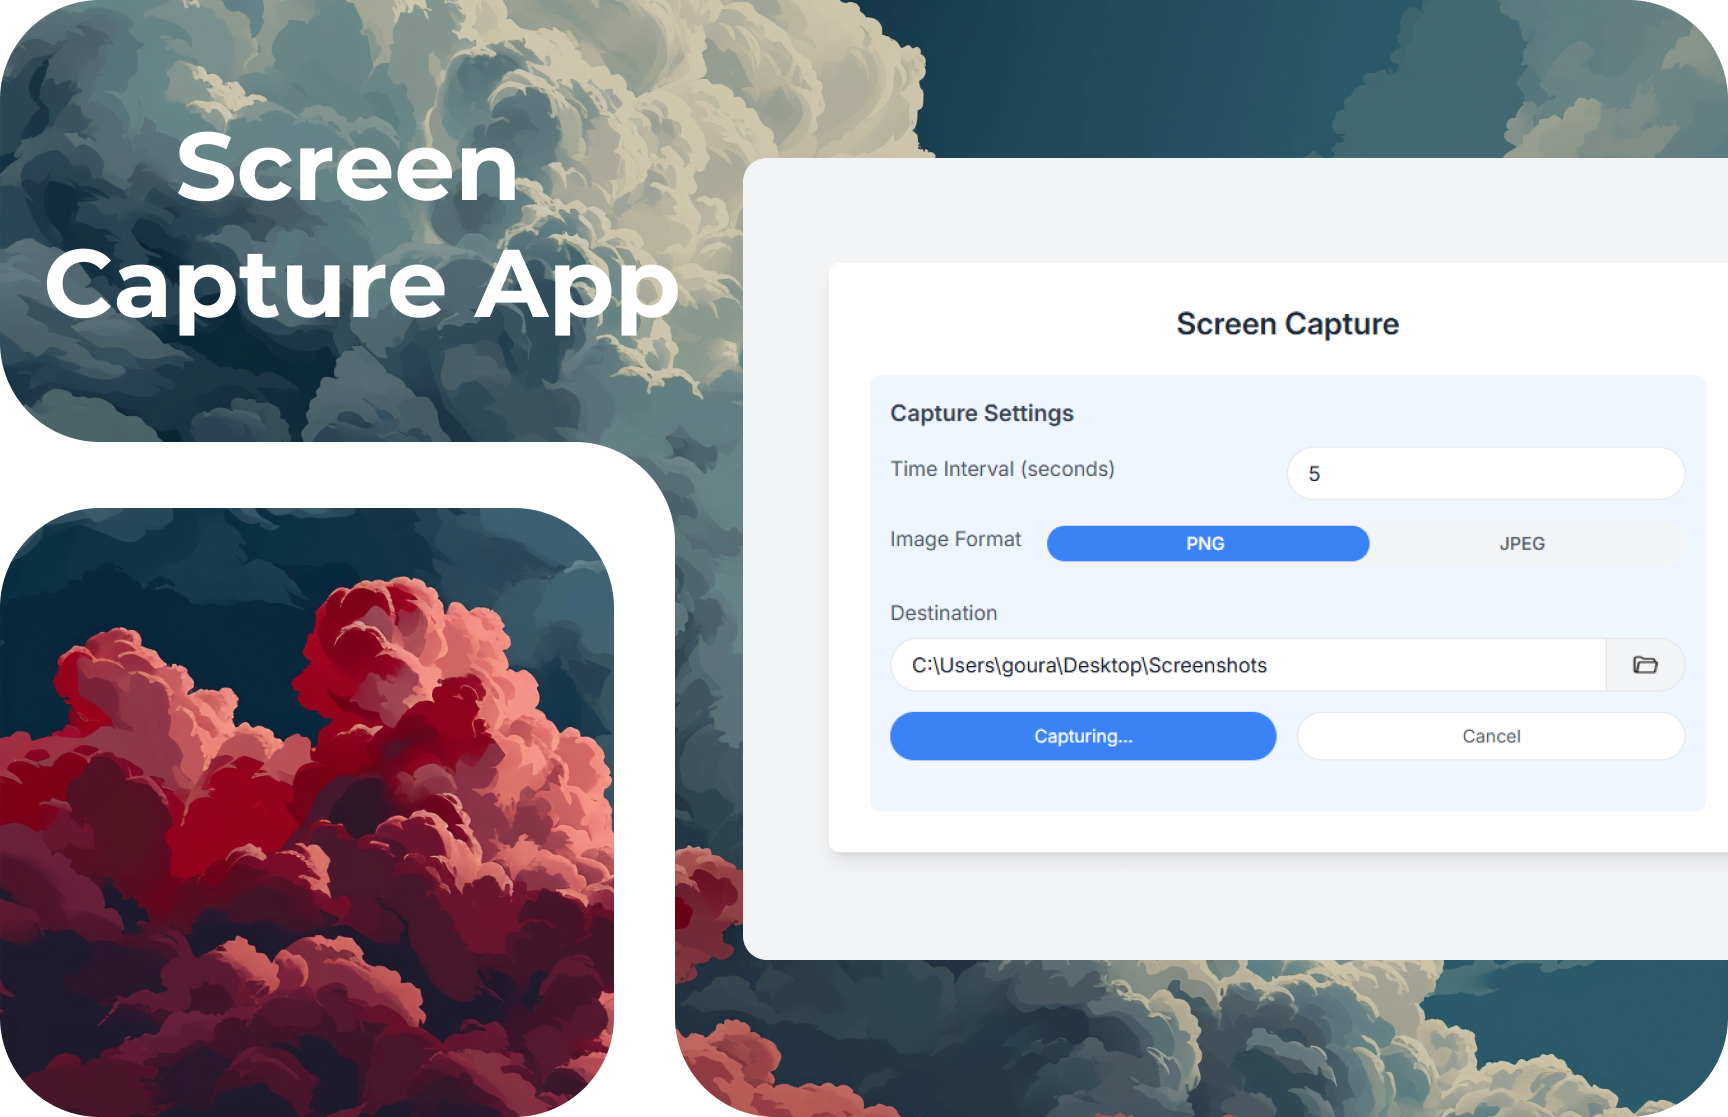 Screen
Capture App
Screen Capture
Capture Settings
Time Interval (seconds)
5
Image Format
PNG
JPEG
Destination
C:\Users\goura\Desktop\Screenshots
Capturing...
Cancel